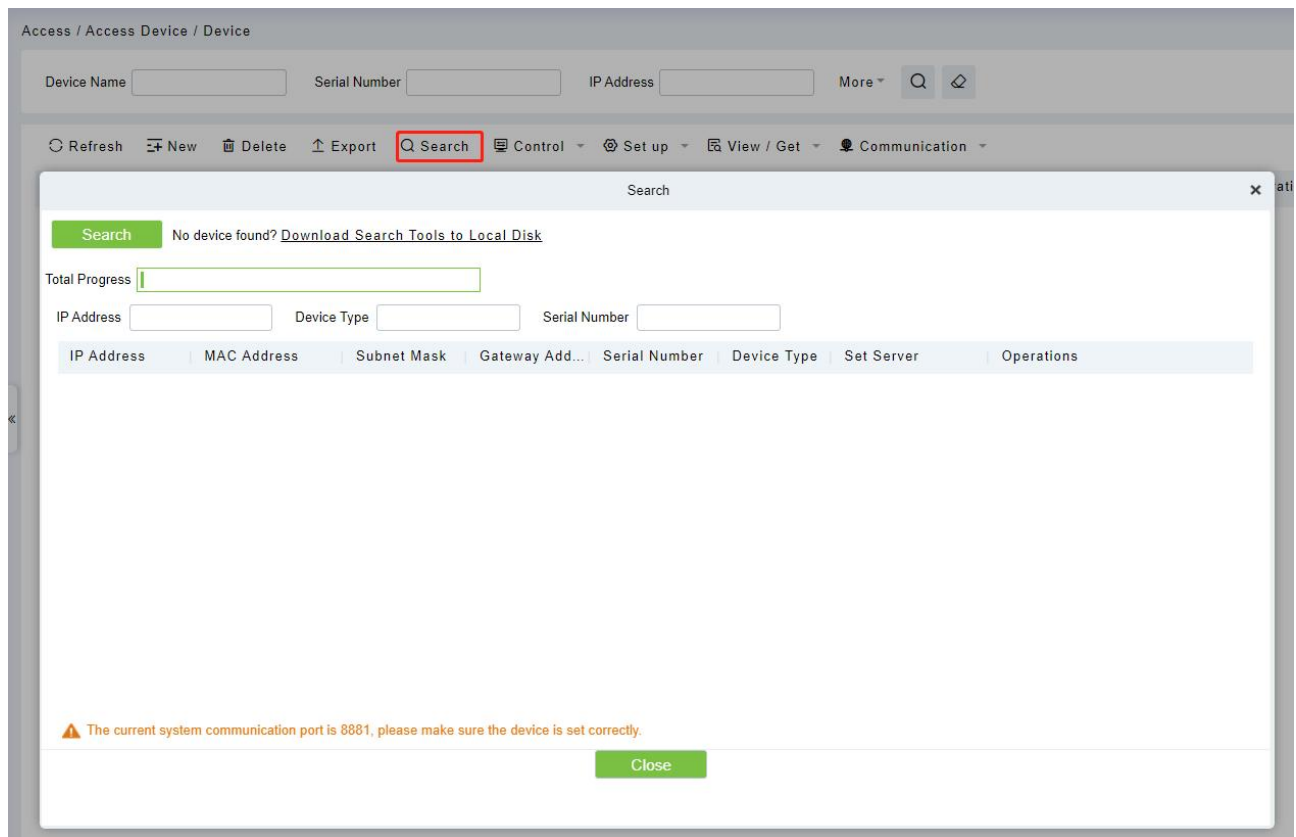 Access / Access Device / Device
Device Name Serial Number IP Address More
Refresh New Delete Export Search Control Set up View / Get Communication
Search
ati
Search No device found? Download Search Tools to Local Disk
Total Progress
IP Address Device Type Serial Number
IP Address MAC Address Subnet Mask Gateway Add... Serial Number Device Type Set Server Operations
The current system communication port is 8881, please make sure the device is set correctly.
Close